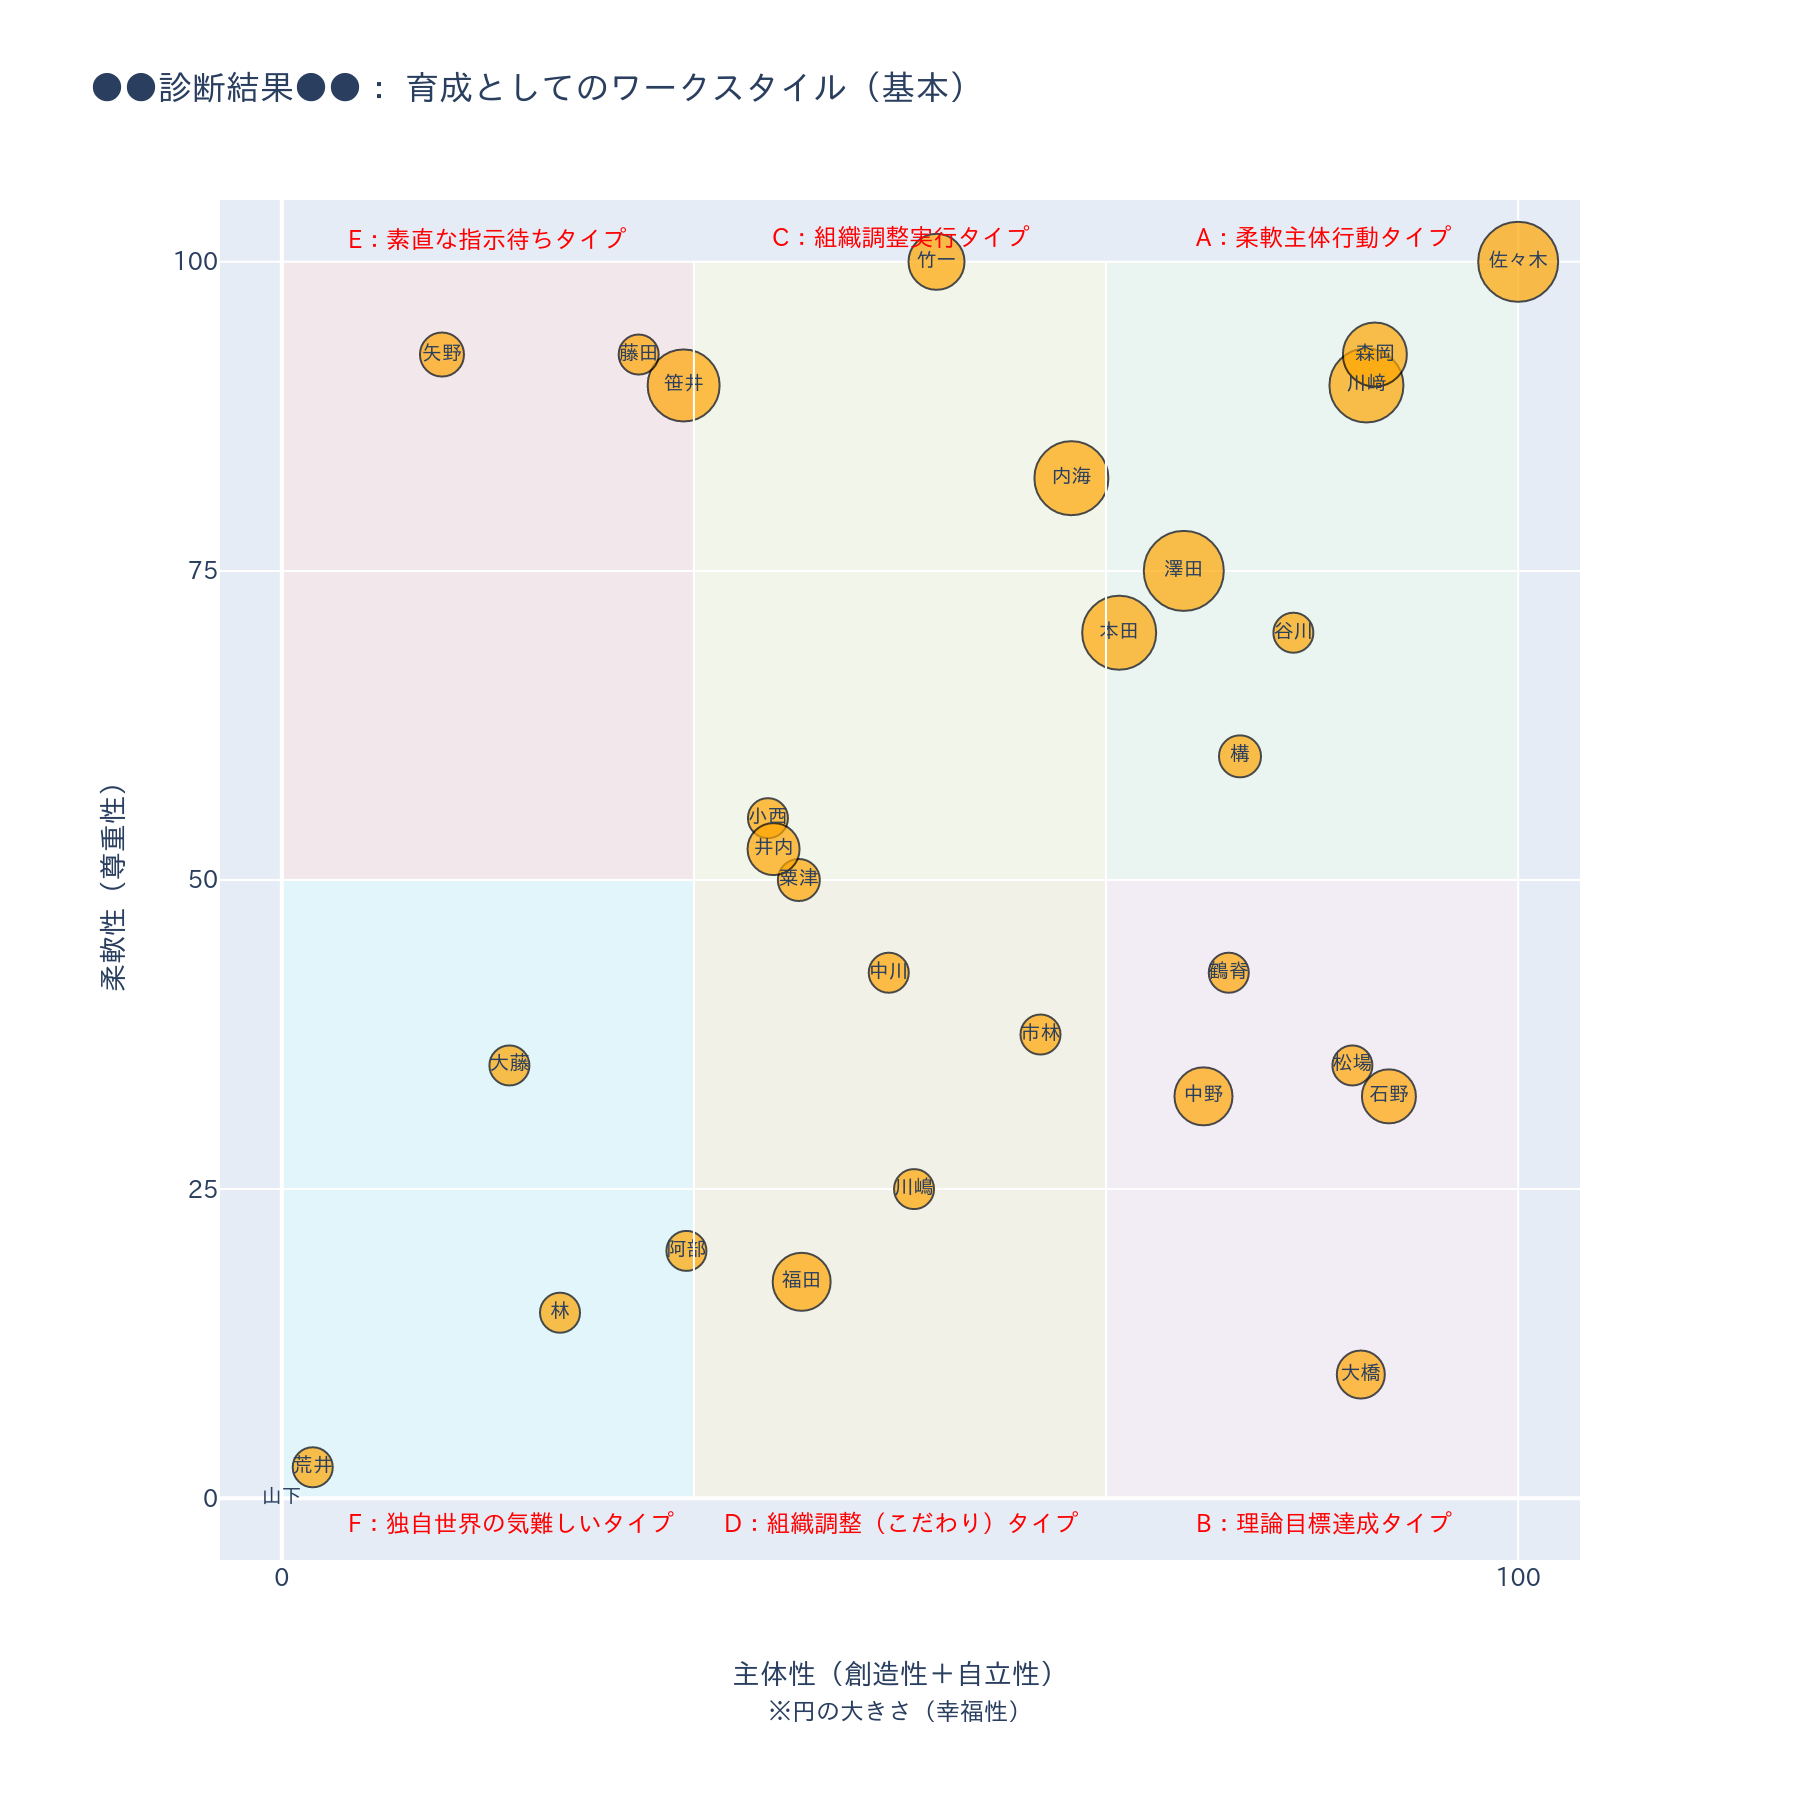 ●●診断結果●●： 育成としてのワークスタイル（基本）
E：素直な指示待ちタイプ
C：組織調整実行タイプ
A：柔軟主体行動タイプ
100
竹一
佐々木
矢野
藤田
笹井
森岡
川﨑
内海
75
澤田
本田
谷川
構
柔軟性（尊重性）
小西
井内
50
粟津
中川
鶴脊
市林
大藤
松場
中野
石野
25
川嶋
阿部
福田
林
大橋
荒井
山下
0
F：独自世界の気難しいタイプ
D：組織調整（こだわり）タイプ
B：理論目標達成タイプ
0
100
主体性（創造性＋自立性）
※円の大きさ（幸福性）